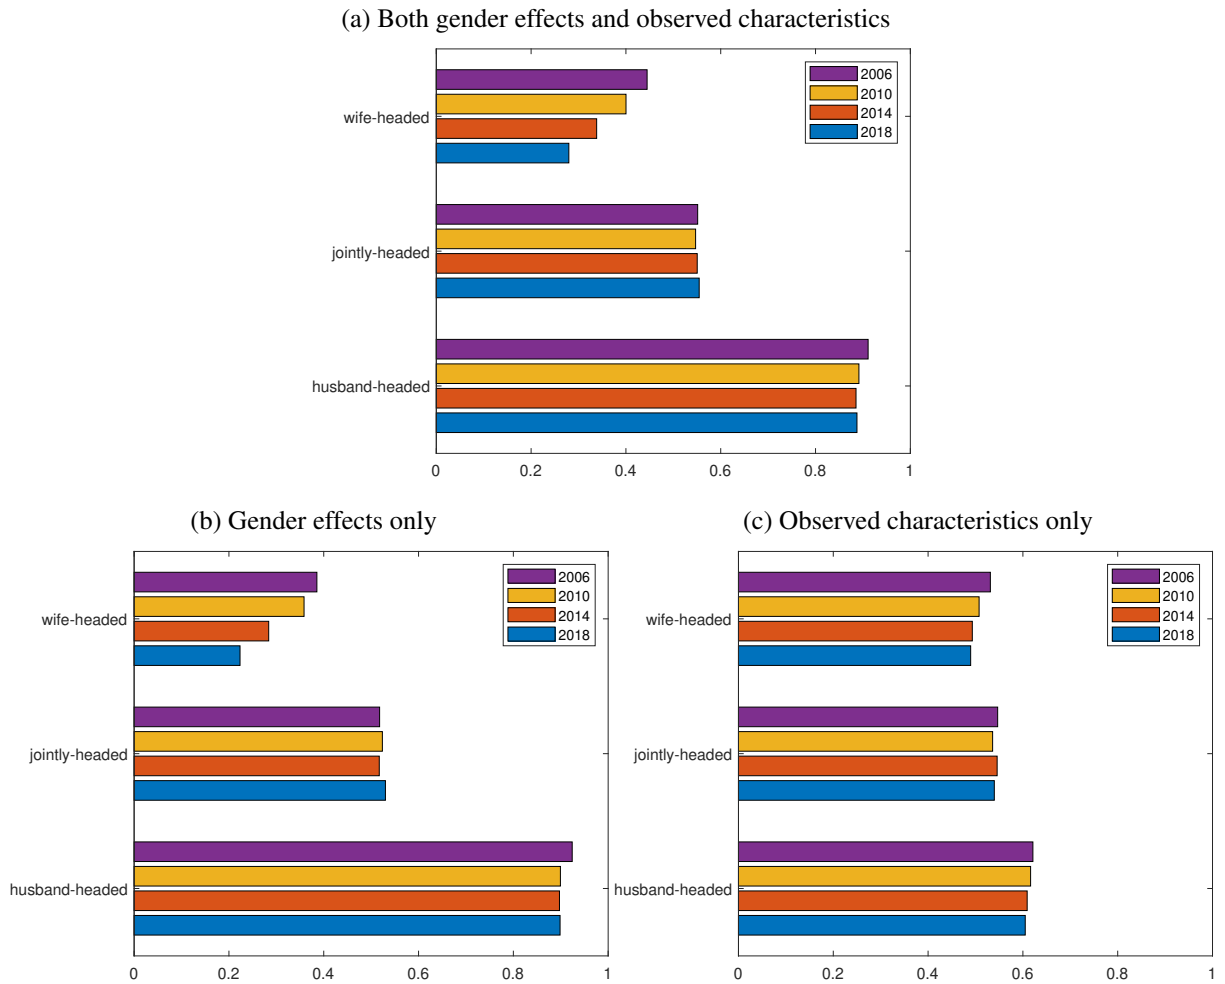 (a) Both gender effects and observed characteristics
2006
2010
2014
2018
wife-headed
jointly-headed
husband-headed
0 0.2 0.4 0.6 0.8 1
(b) Gender effects only
2006
2010
2014
2018
wife-headed
jointly-headed
husband-headed
0 0.2 0.4 0.6 0.8 1
(c) Observed characteristics only
2006
2010
2014
2018
wife-headed
jointly-headed
husband-headed
0 0.2 0.4 0.6 0.8 1